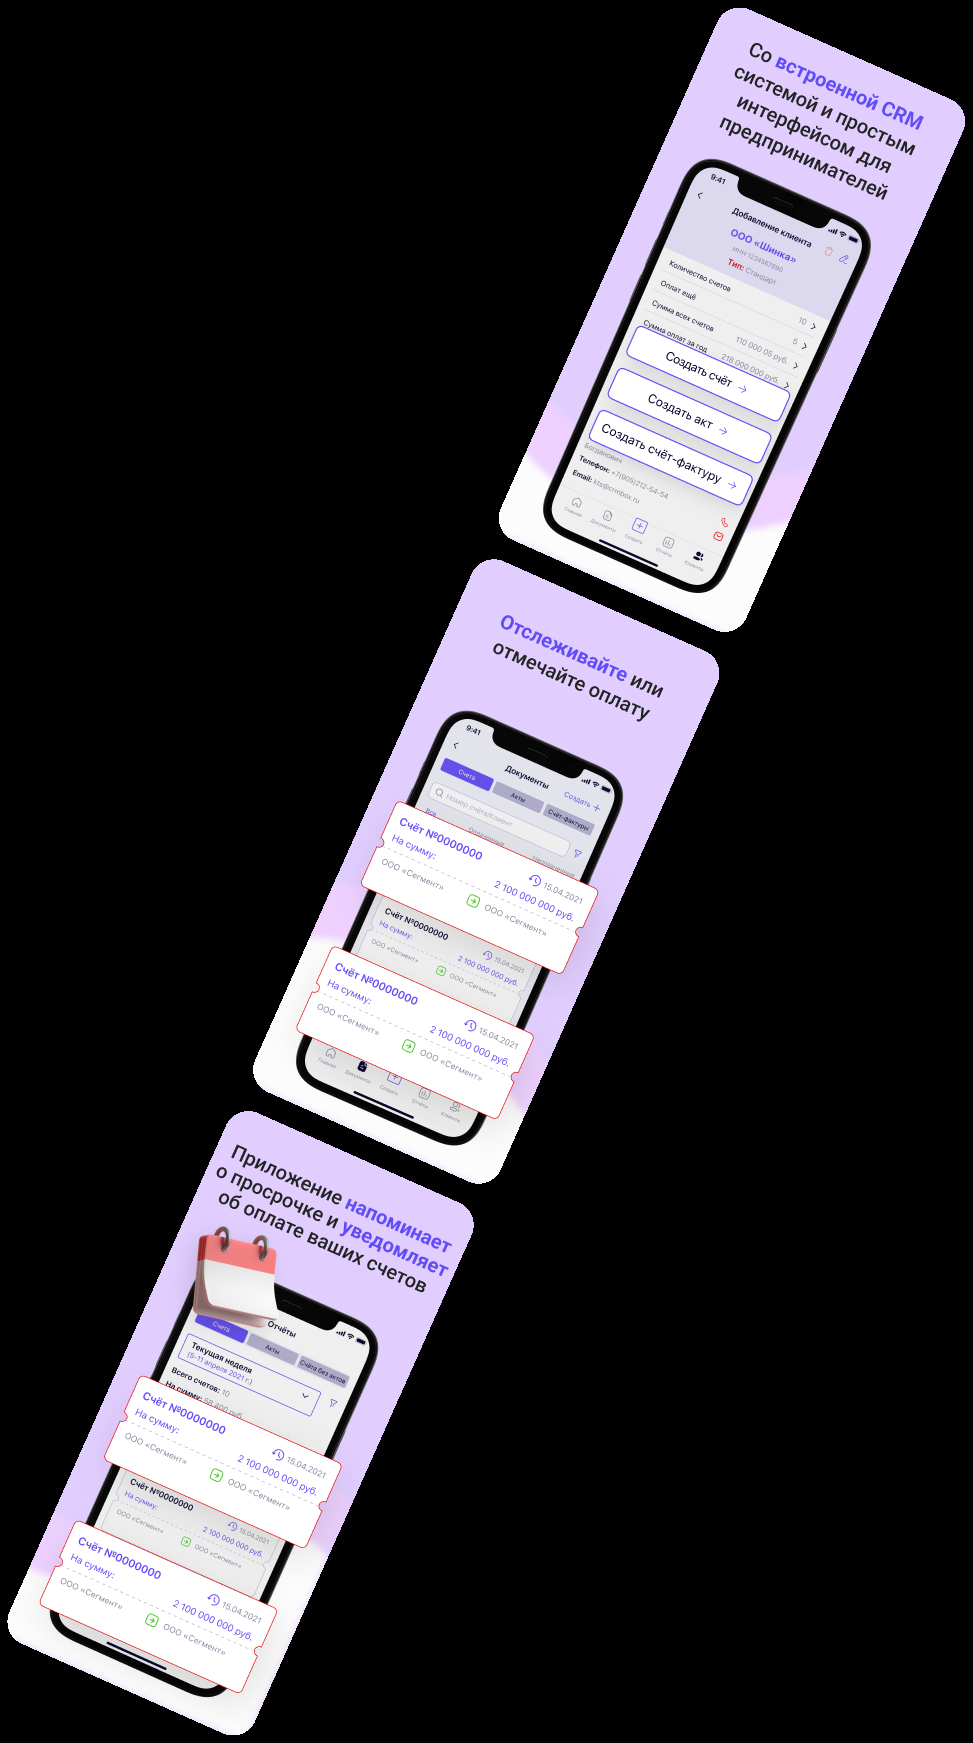 Со встроенной CRM
системой и простым
интерфейсом для
предпринимателей
9:41
Добавление клиента
ООО «Шинка»
ИНН 1234567890
Тип: Стандарт
Количество счетов
10
Оплат ещё
5
Сумма всех счетов
110 000 05 руб.
Сумма оплат за год
218 000 000 руб.
Создать счёт
Создать акт
Создать счёт-фактуру
Богданович
Телефон: +7(905)212-54-54
Email: kts@crmbox.ru
Главная
Документы
Создать
Отчёты
Клиенты
Отслеживайте или
отмечайте оплату
9:41
Документы
Создать
Счета
Акты
Счёт-фактуры
Номер счёта/Клиент
Все
Счёт №0000000
15.04.2021
На сумму:
2 100 000 000 руб.
ООО «Сегмент»
ООО «Сегмент»
Счёт №0000000
15.04.2021
На сумму:
2 100 000 000 руб.
ООО «Сегмент»
ООО «Сегмент»
Счёт №0000000
15.04.2021
На сумму:
2 100 000 000 руб.
ООО «Сегмент»
ООО «Сегмент»
Главная
Документы
Создать
Отчёты
Клиенты
Приложение напоминает
о просрочке и уведомляет
об оплате ваших счетов
Отчёты
Счета
Акты
Счёта без актов
Текущая неделя
(5-11 апреля 2021 г.)
Всего счетов: 10
На сумму: 58 400 руб.
Счёт №0000000
15.04.2021
На сумму:
2 100 000 000 руб.
ООО «Сегмент»
ООО «Сегмент»
Счёт №0000000
15.04.2021
На сумму:
2 100 000 000 руб.
ООО «Сегмент»
ООО «Сегмент»
Счёт №0000000
15.04.2021
На сумму:
2 100 000 000 руб.
ООО «Сегмент»
ООО «Сегмент»